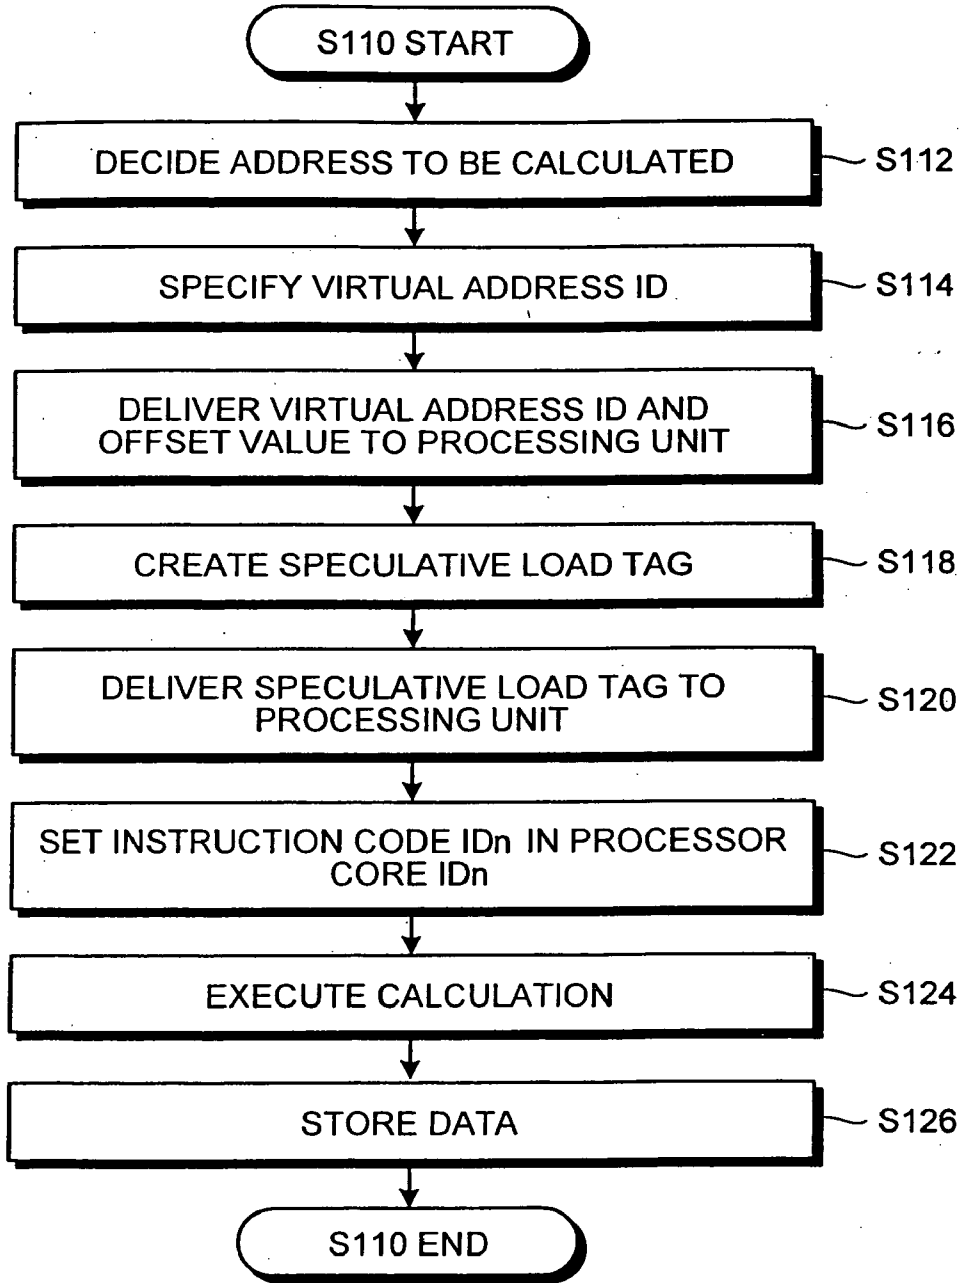 S110 START
DECIDE ADDRESS TO BE CALCULATED
S112
SPECIFY VIRTUAL ADDRESS ID
S114
DELIVER VIRTUAL ADDRESS ID AND
OFFSET VALUE TO PROCESSING UNIT
S116
CREATE SPECULATIVE LOAD TAG
S118
DELIVER SPECULATIVE LOAD TAG TO
PROCESSING UNIT
S120
SET INSTRUCTION CODE IDn IN PROCESSOR
CORE IDn
S122
EXECUTE CALCULATION
S124
STORE DATA
S126
S110 END